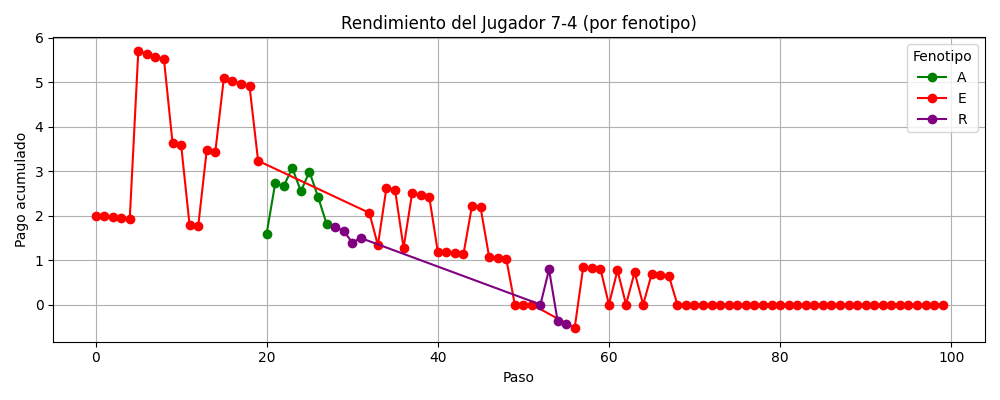 Rendimiento del Jugador 7-4 (por fenotipo)
Pago acumulado
6
5
4
3
2
1
0
Fenotipo
A
E
R
0 20 40 60 80 100
Paso